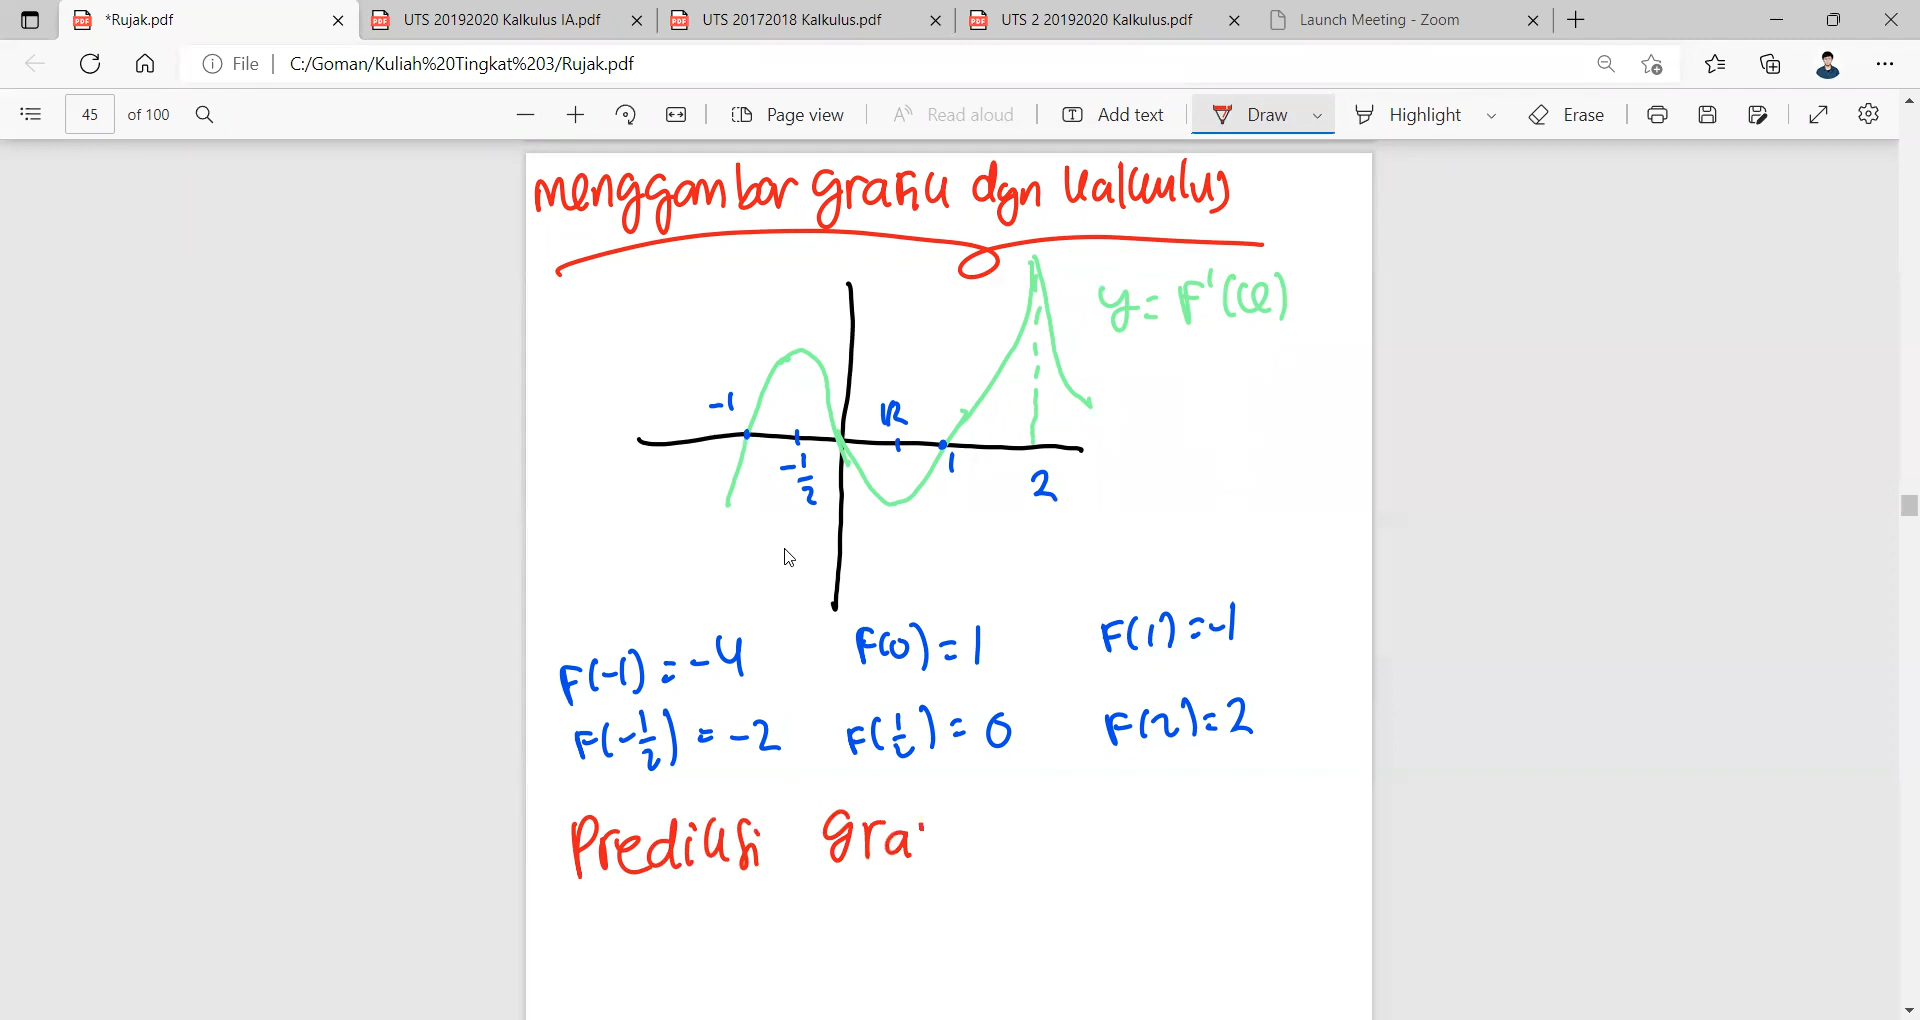 *Rujak.pdf
UTS 20192020 Kalkulus IA.pdf
UTS 20172018 Kalkulus.pdf
UTS 2 20192020 Kalkulus.pdf
Launch Meeting - Zoom
File C:/Goman/Kuliah%20Tingkat%203/Rujak.pdf
45 of 100 Page view Read aloud Add text Draw Highlight Erase
menggambar grafik dgn kalkulus
y = F'(x)
-1
-1/2
1
2
F(-1) = -4 F(0) = 1 F(1) = -1
F(-1/2) = -2 F(1/2) = 0 F(2) = 2
Prediksi gra